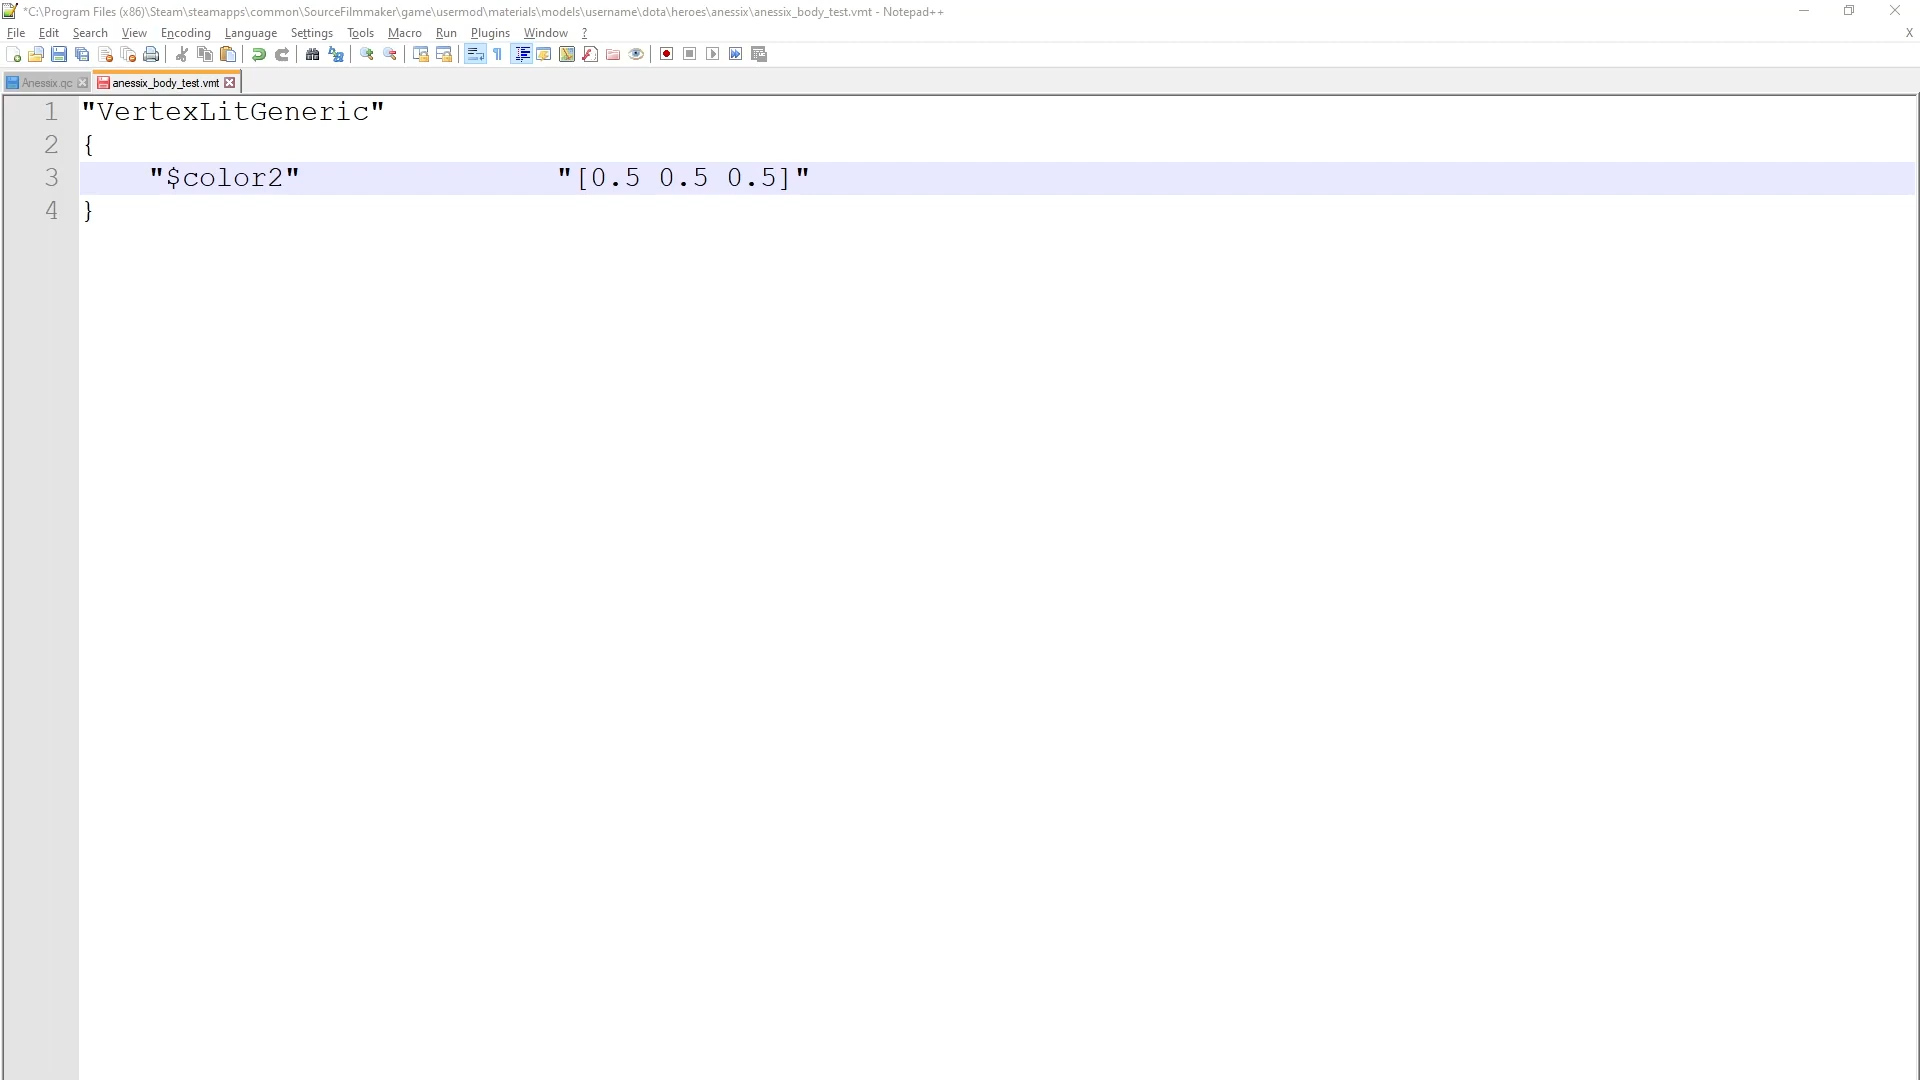 *C:\Program Files (x86)\Steam\steamapps\common\SourceFilmmaker\game\usermod\materials\models\username\dota\heroes\anessix\anessix_body_test.vmt - Notepad++
File Edit Search View Encoding Language Settings Tools Macro Run Plugins Window ? X
Anessix.qc anessix_body_test.vmt
1 "VertexLitGeneric"
2 {
3 "$color2" "[0.5 0.5 0.5]"
4 }